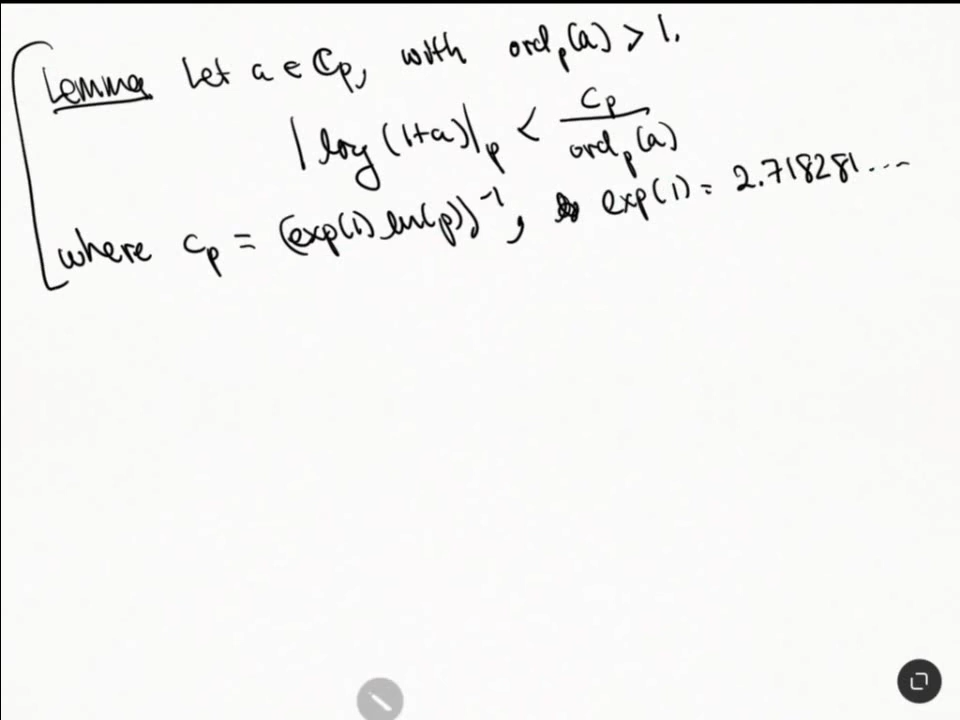 Lemma Let a ∈ ℂp, with ordp(a) > 1.
|log(1+a)|p < cp / ordp(a)
where cp = (exp(1) ln(p))⁻¹, exp(1) = 2.718281...